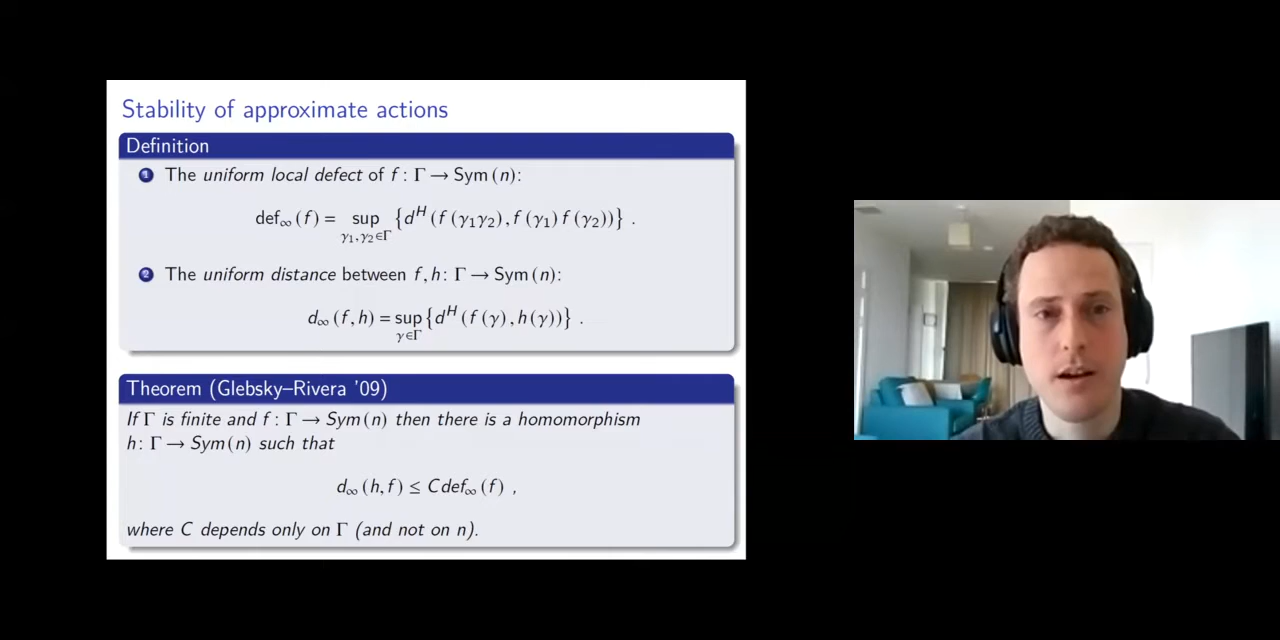 Stability of approximate actions
Definition
1 The uniform local defect of f : Γ → Sym(n):
def∞(f) = sup {d^H(f(γ₁γ₂), f(γ₁)f(γ₂))} .
γ₁,γ₂∈Γ
2 The uniform distance between f, h: Γ → Sym(n):
d∞(f, h) = sup {d^H(f(γ), h(γ))} .
γ∈Γ
Theorem (Glebsky–Rivera '09)
If Γ is finite and f : Γ → Sym(n) then there is a homomorphism
h: Γ → Sym(n) such that
d∞(h, f) ≤ Cdef∞(f) ,
where C depends only on Γ (and not on n).